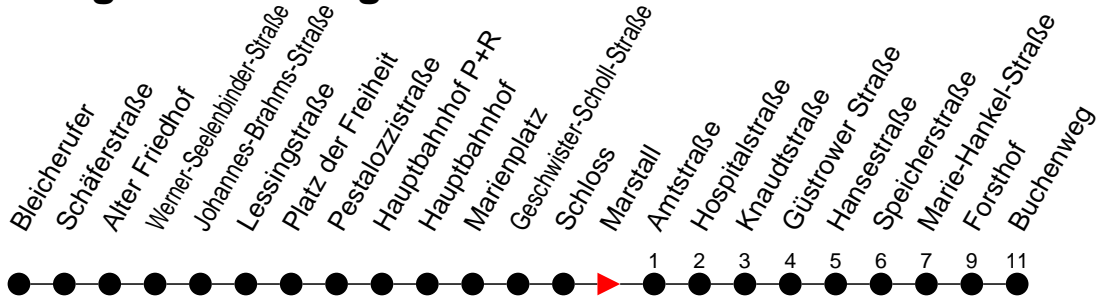 Bleicherufer
Schäferstraße
Alter Friedhof
Werner-Seelenbinder-Straße
Johannes-Brahms-Straße
Lessingstraße
Platz der Freiheit
Pestalozzistraße
Hauptbahnhof P+R
Hauptbahnhof
Marienplatz
Geschwister-Scholl-Straße
Schloss
Marstall
Amtstraße
Hospitalstraße
Knaudtstraße
Güstrower Straße
Hansestraße
Speicherstraße
Marie-Hankel-Straße
Forsthof
Buchenweg
1 2 3 4 5 6 7 9 11